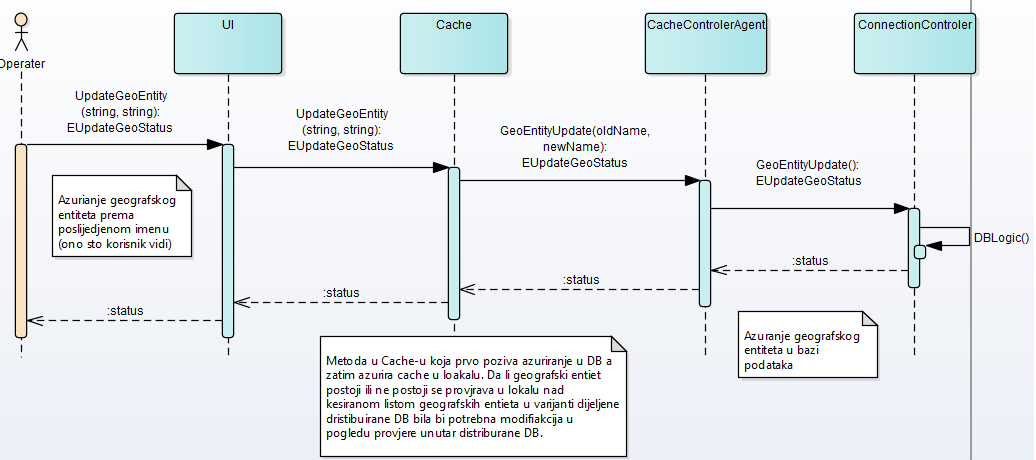 UI
Cache
CacheControlerAgent
ConnectionControler
Operater
UpdateGeoEntity
(string, string):
EUpdateGeoStatus
UpdateGeoEntity
(string, string):
EUpdateGeoStatus
GeoEntityUpdate(oldName,
newName):
EUpdateGeoStatus
GeoEntityUpdate():
EUpdateGeoStatus
Azurianje geografskog
entiteta prema
poslijedjenom imenu
(ono sto korisnik vidi)
DBLogic()
:status
:status
:status
:status
Azuranje geografskog
entiteta u bazi
podataka
Metoda u Cache-u koja prvo poziva azuriranje u DB a
zatim azurira cache u loakalu. Da li geografski entiet
postoji ili ne postoji se provjrava u lokalu nad
kesiranom listom geografskih entieta u varijanti dijeljene
dristibuirane DB bila bi potrebna modifiakcija u
pogledu provjere unutar distriburane DB.